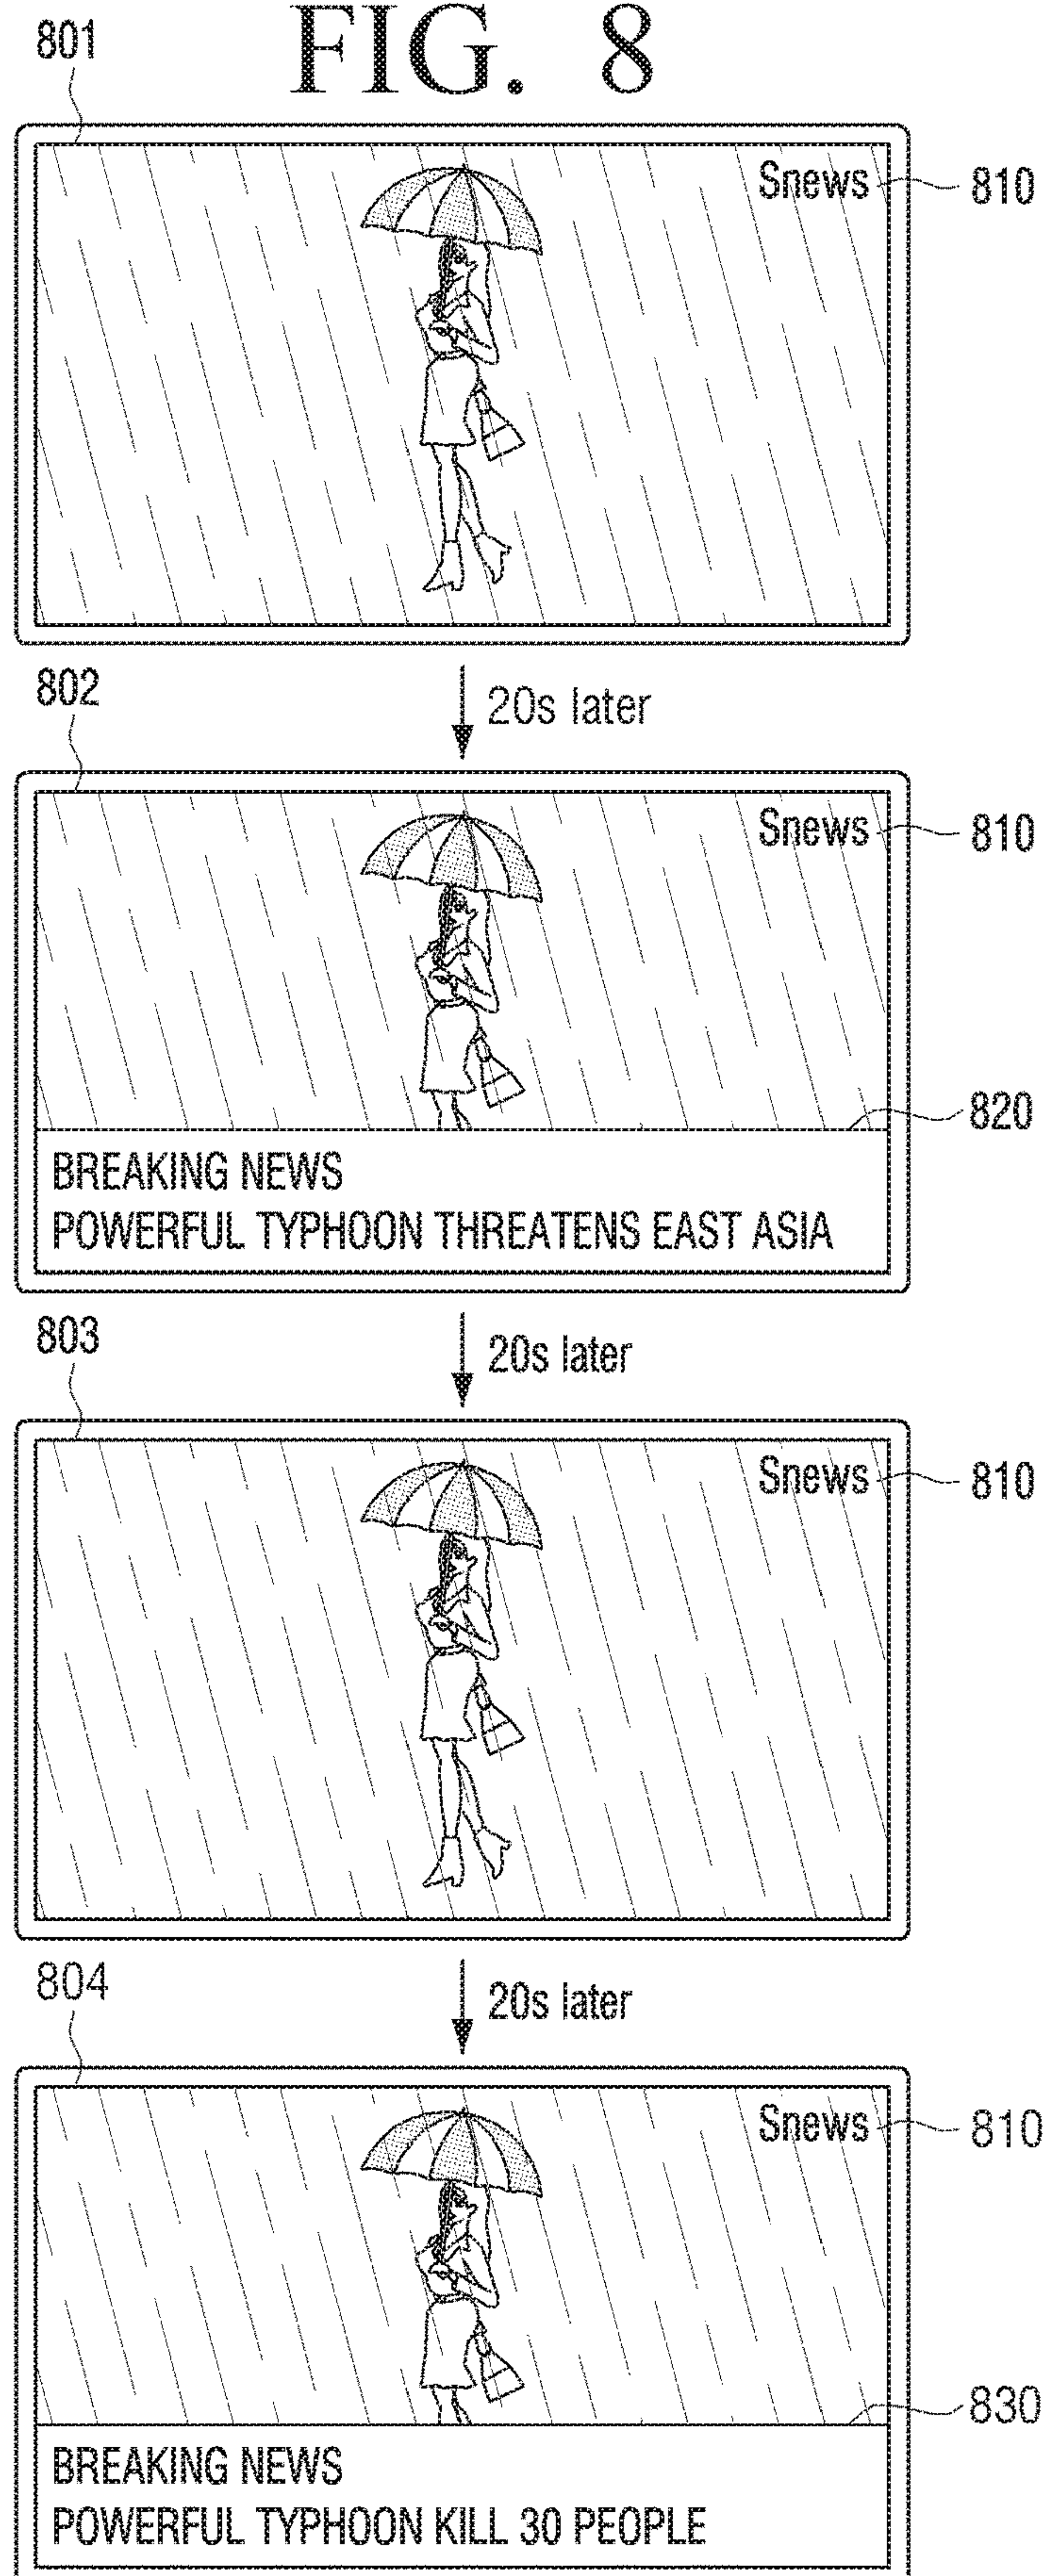 FIG. 8
801
Snews 810
802
20s later
Snews 810
820
BREAKING NEWS
POWERFUL TYPHOON THREATENS EAST ASIA
803
20s later
Snews 810
804
20s later
Snews 810
830
BREAKING NEWS
POWERFUL TYPHOON KILL 30 PEOPLE